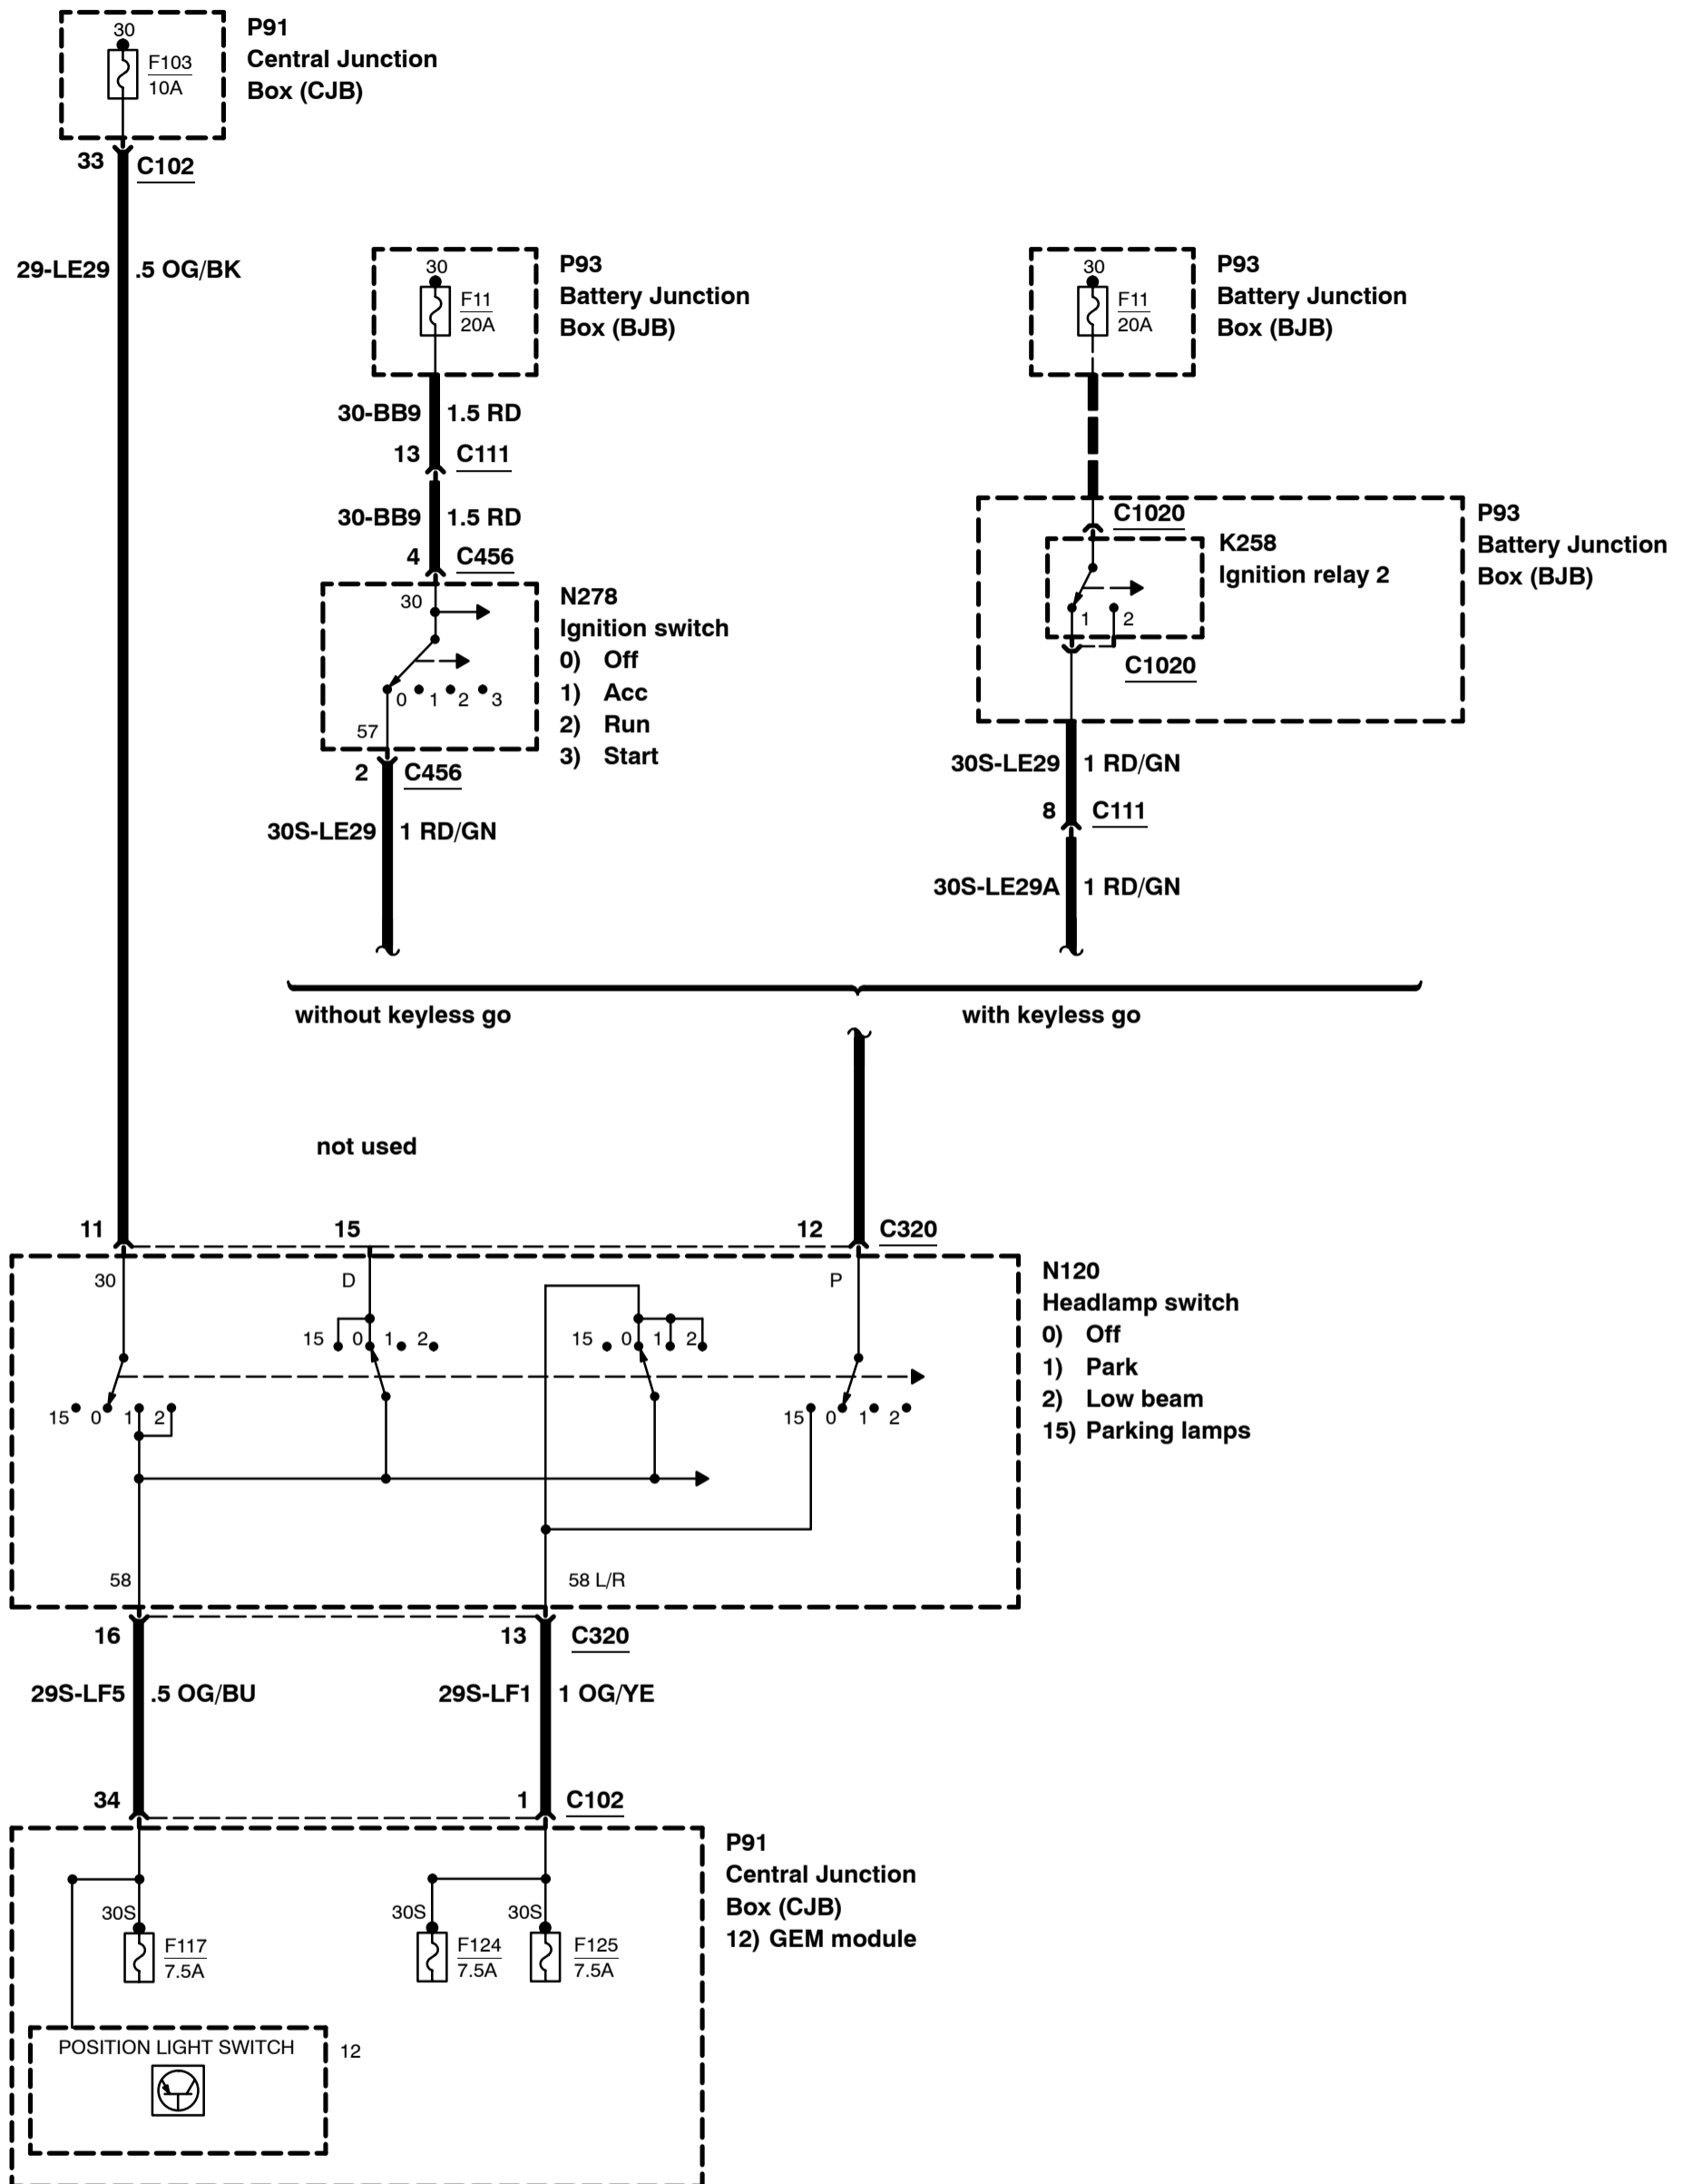 30
F103
10A
P91
Central Junction
Box (CJB)
33
C102
29-LE29
.5 OG/BK
30
F11
20A
P93
Battery Junction
Box (BJB)
30-BB9
1.5 RD
13
C111
30-BB9
1.5 RD
4
C456
30
0 1 2 3
57
N278
Ignition switch
0) Off
1) Acc
2) Run
3) Start
2
C456
30S-LE29
1 RD/GN
30
F11
20A
P93
Battery Junction
Box (BJB)
C1020
K258
Ignition relay 2
1 2
C1020
P93
Battery Junction
Box (BJB)
30S-LE29
1 RD/GN
8
C111
30S-LE29A
1 RD/GN
without keyless go
with keyless go
not used
11
15
12
C320
30
D
P
15 0 1 2
15 0 1 2
15 0 1 2
15 0 1 2
N120
Headlamp switch
0) Off
1) Park
2) Low beam
15) Parking lamps
58
58 L/R
16
13
C320
29S-LF5
.5 OG/BU
29S-LF1
1 OG/YE
34
1
C102
30S
F117
7.5A
30S
F124
7.5A
30S
F125
7.5A
P91
Central Junction
Box (CJB)
12) GEM module
POSITION LIGHT SWITCH
12